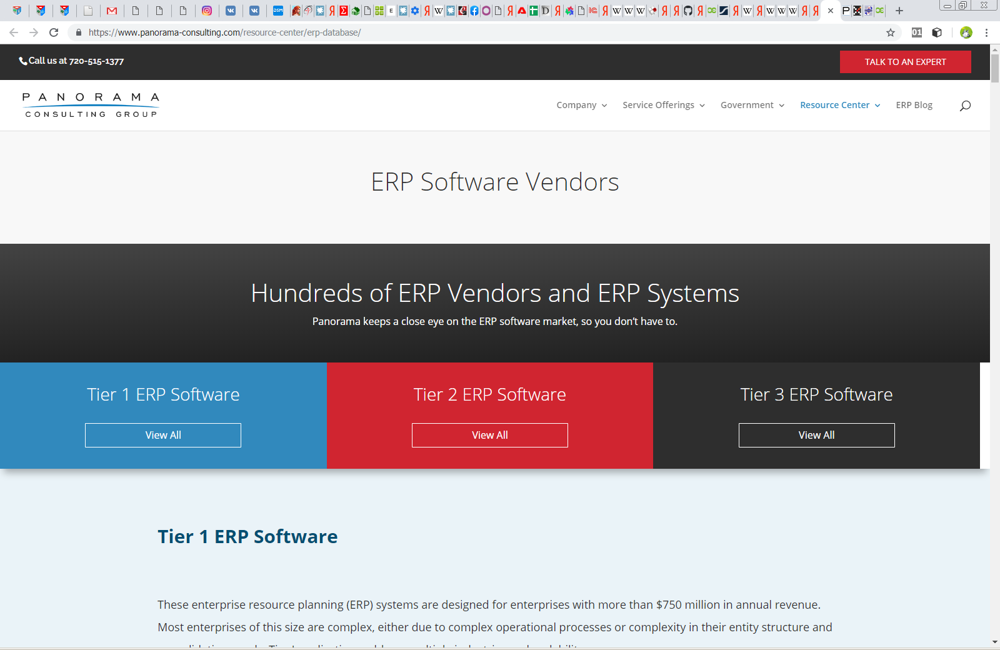 https://www.panorama-consulting.com/resource-center/erp-database/
Call us at 720-515-1377
TALK TO AN EXPERT
PANORAMA
CONSULTING GROUP
Company
Service Offerings
Government
Resource Center
ERP Blog
ERP Software Vendors
Hundreds of ERP Vendors and ERP Systems
Panorama keeps a close eye on the ERP software market, so you don’t have to.
Tier 1 ERP Software
View All
Tier 2 ERP Software
View All
Tier 3 ERP Software
View All
Tier 1 ERP Software
These enterprise resource planning (ERP) systems are designed for enterprises with more than $750 million in annual revenue.
Most enterprises of this size are complex, either due to complex operational processes or complexity in their entity structure and